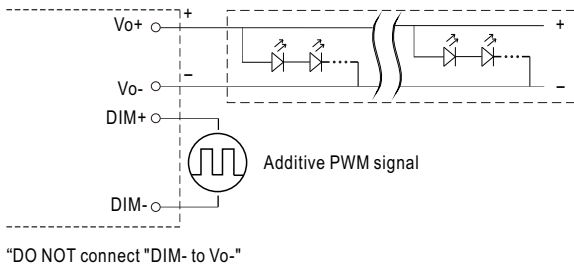 Vo+ + +
Vo- – –
DIM+
Additive PWM signal
DIM-
“DO NOT connect "DIM- to Vo-"